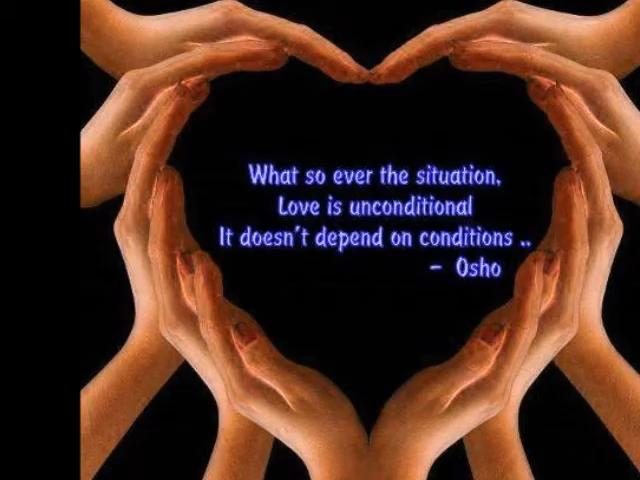 What so ever the situation,
Love is unconditional
It doesn't depend on conditions ..
- Osho